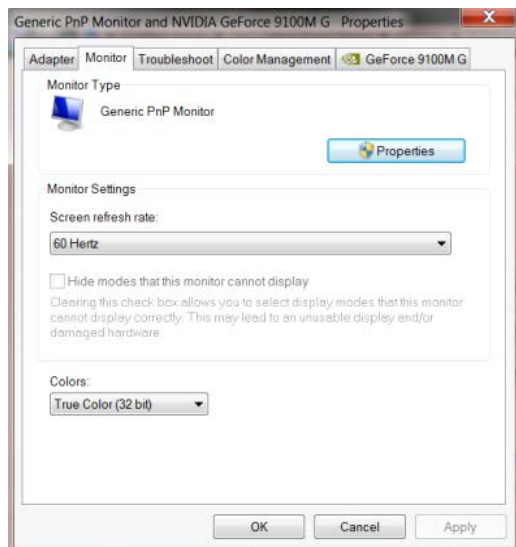 Generic PnP Monitor and NVIDIA GeForce 9100M G Properties
X
Adapter Monitor Troubleshoot Color Management GeForce 9100M G
Monitor Type
Generic PnP Monitor
Properties
Monitor Settings
Screen refresh rate:
60 Hertz
Hide modes that this monitor cannot display
Clearing this check box allows you to select display modes that this monitor
cannot display correctly. This may lead to an unusable display and/or
damaged hardware.
Colors:
True Color (32 bit)
OK Cancel Apply